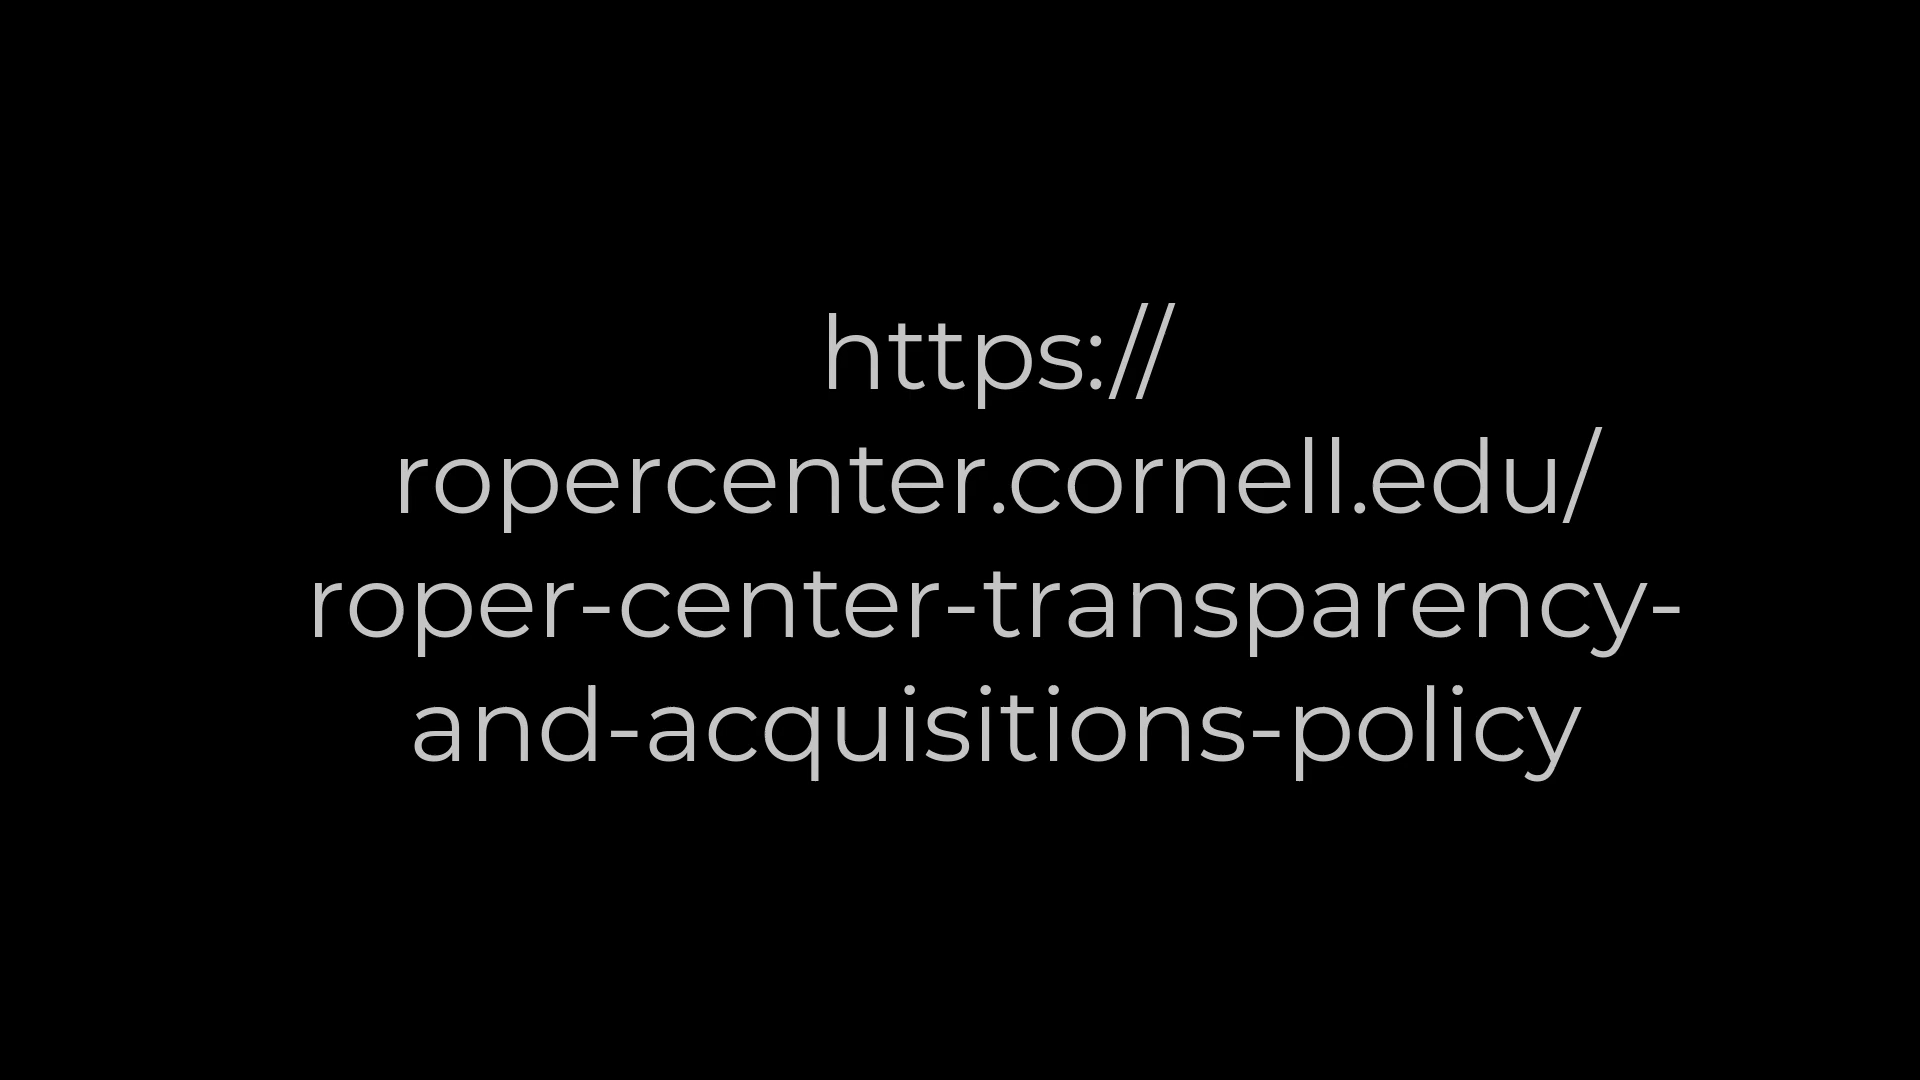 https://
ropercenter.cornell.edu/
roper-center-transparency-
and-acquisitions-policy